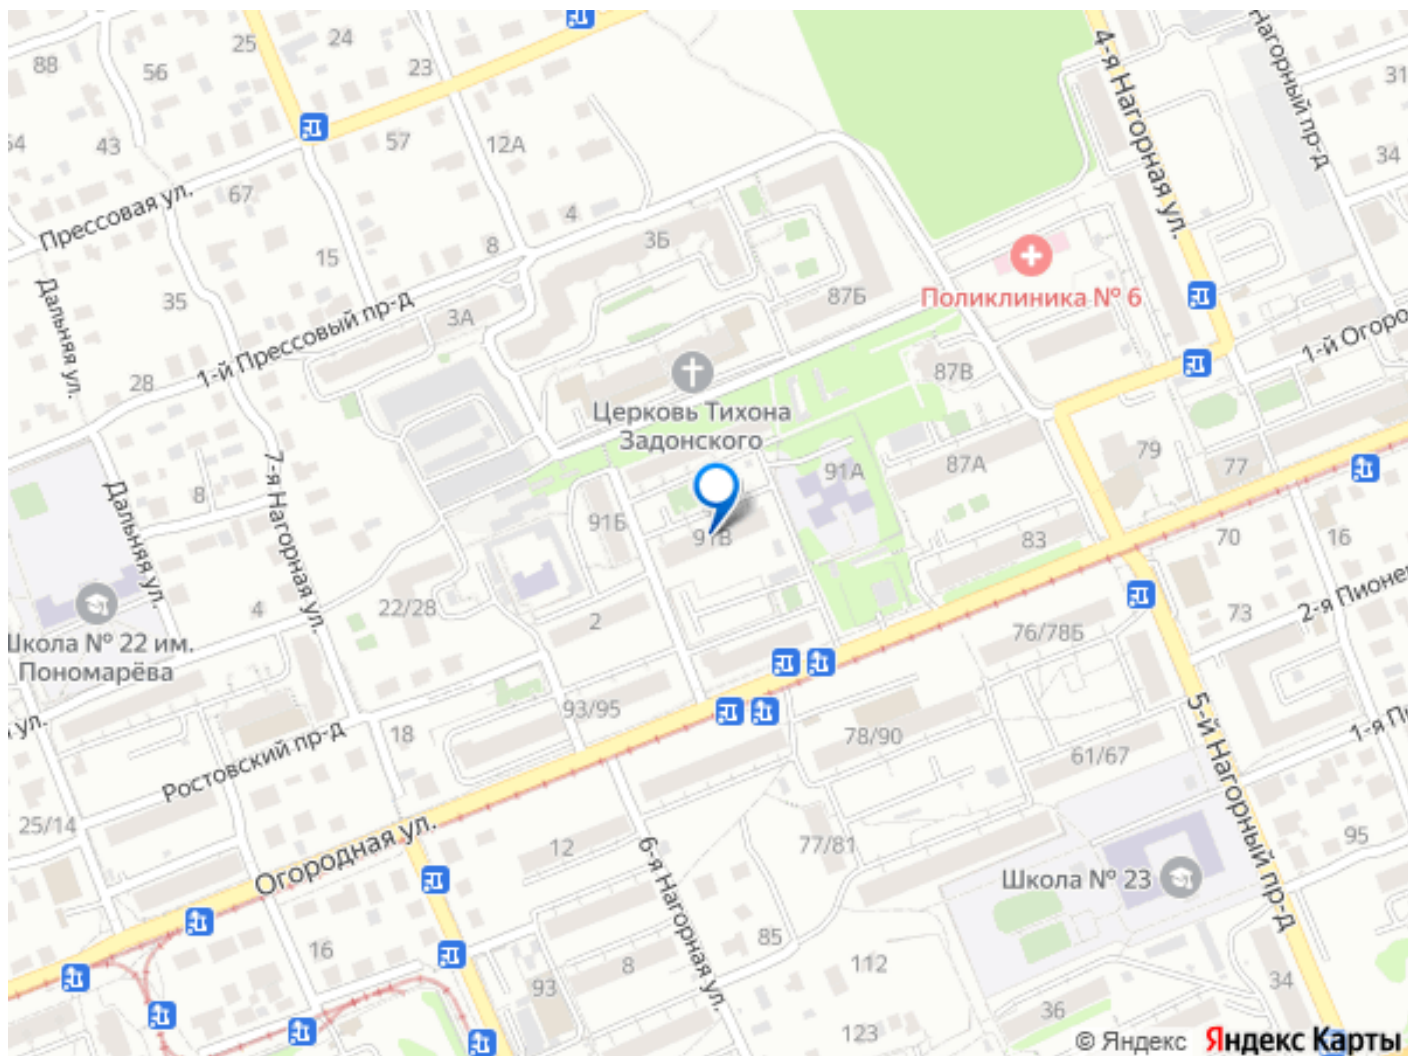 88
56
25
24
23
43
67
57
12А
4-я Нагорная ул.
Нагорный пр-д
31
34
Прессовая ул.
Дальняя ул.
35
15
8
4
3Б
87Б
Поликлиника № 6
1-й Прессовый пр-д
3А
28
Церковь Тихона
Задонского
87В
1-й Огоро
7-я Нагорная ул.
8
Дальняя ул.
91А
87А
79
77
91Б
91В
83
70
16
4
22/28
2
76/78Б
73
2-я Пионе
Школа № 22 им.
Пономарёва
ул.
18
93/95
78/90
61/67
5-й Нагорный пр-д
Ростовский пр-д
25/14
Огородная ул.
12
6-я Нагорная ул.
77/81
Школа № 23
95
16
85
8
93
112
123
36
34
© Яндекс Яндекс Карты